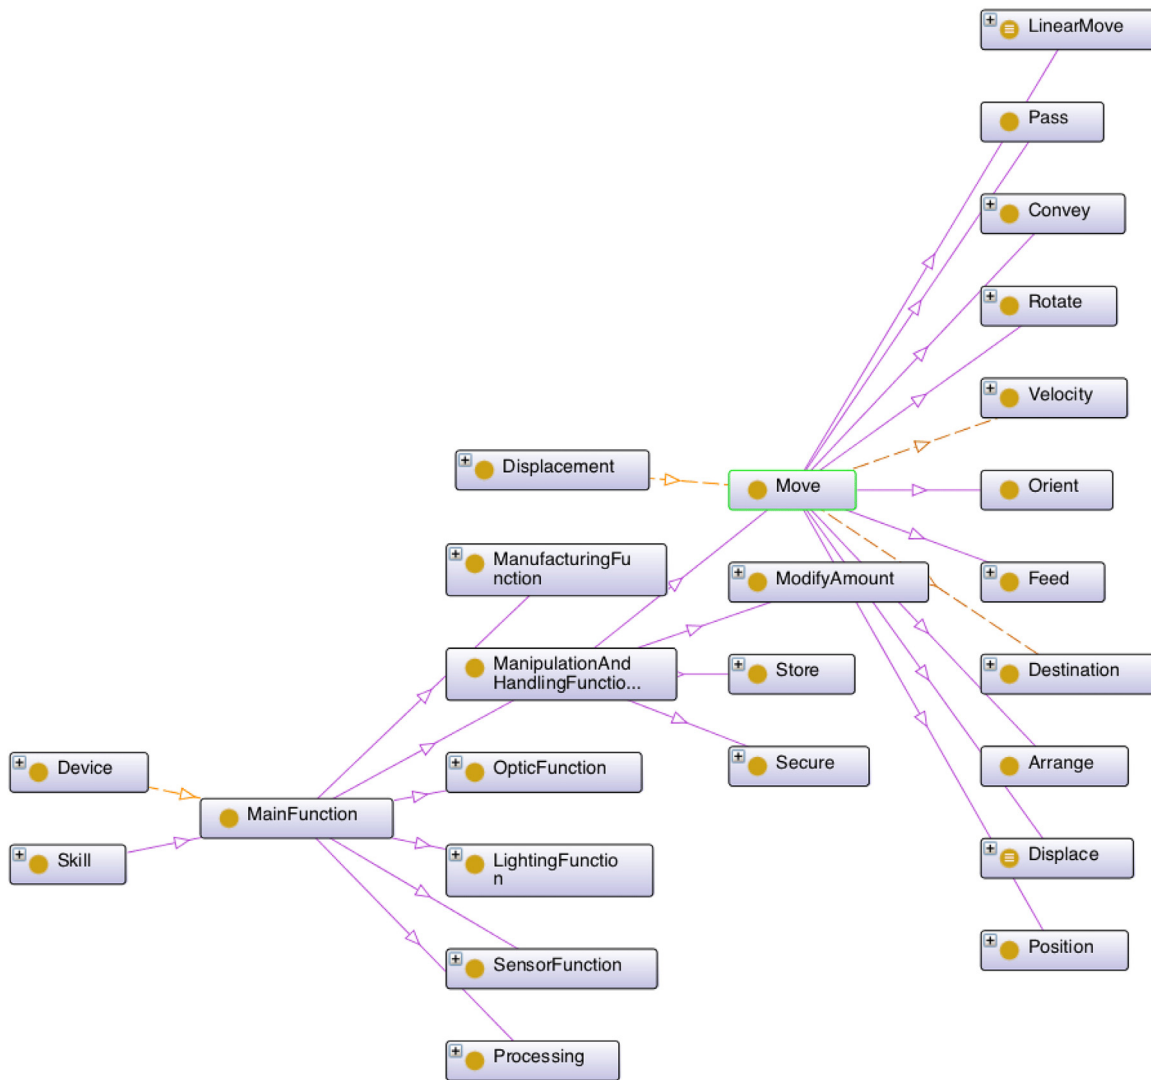 LinearMove
Pass
Convey
Rotate
Velocity
Displacement
Move
Orient
ManufacturingFu
nction
ModifyAmount
Feed
ManipulationAnd
HandlingFunctio...
Store
Destination
Device
OpticFunction
Secure
Arrange
MainFunction
Skill
LightingFunctio
n
Displace
SensorFunction
Position
Processing